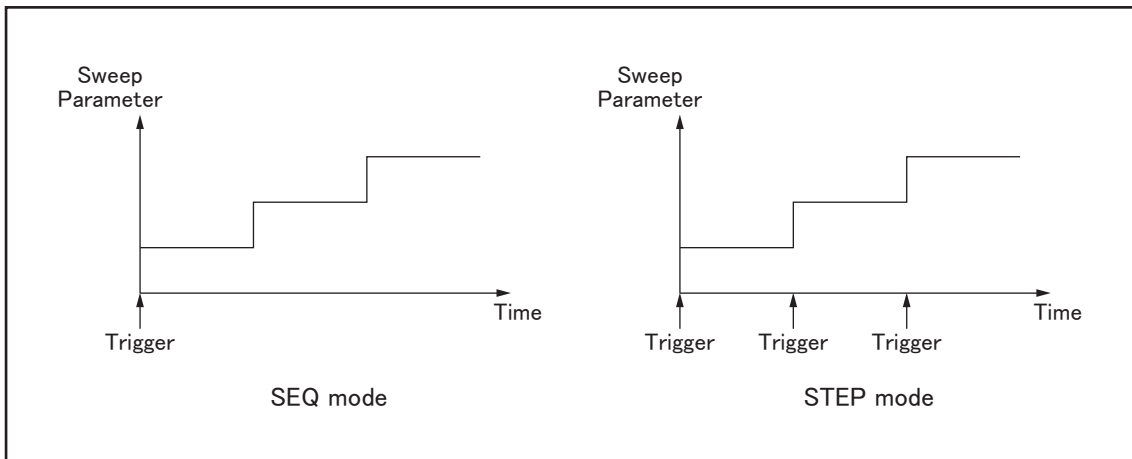 Sweep
Parameter
Time
Trigger
SEQ mode
Sweep
Parameter
Time
Trigger Trigger Trigger
STEP mode